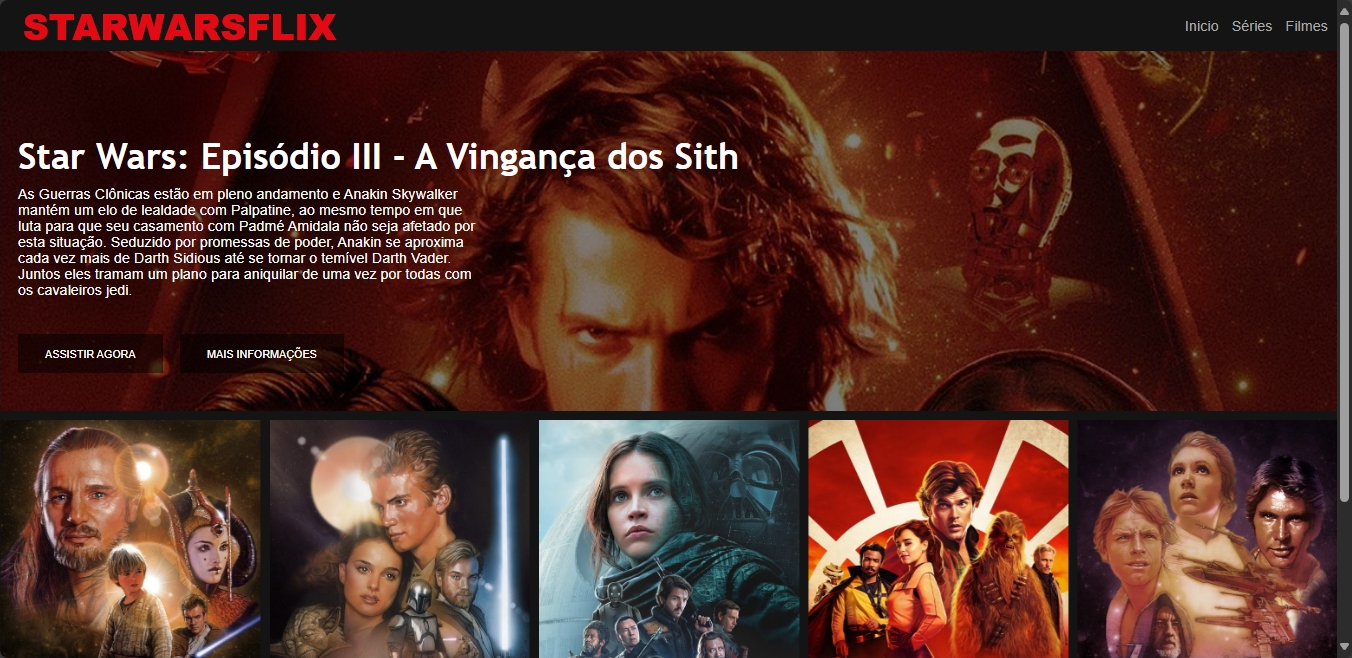 STARWARSFLIX
Inicio Séries Filmes
Star Wars: Episódio III - A Vingança dos Sith
As Guerras Clônicas estão em pleno andamento e Anakin Skywalker
mantém um elo de lealdade com Palpatine, ao mesmo tempo em que
luta para que seu casamento com Padmé Amidala não seja afetado por
esta situação. Seduzido por promessas de poder, Anakin se aproxima
cada vez mais de Darth Sidious até se tornar o temível Darth Vader.
Juntos eles tramam um plano para aniquilar de uma vez por todas com
os cavaleiros jedi.
ASSISTIR AGORA
MAIS INFORMAÇÕES